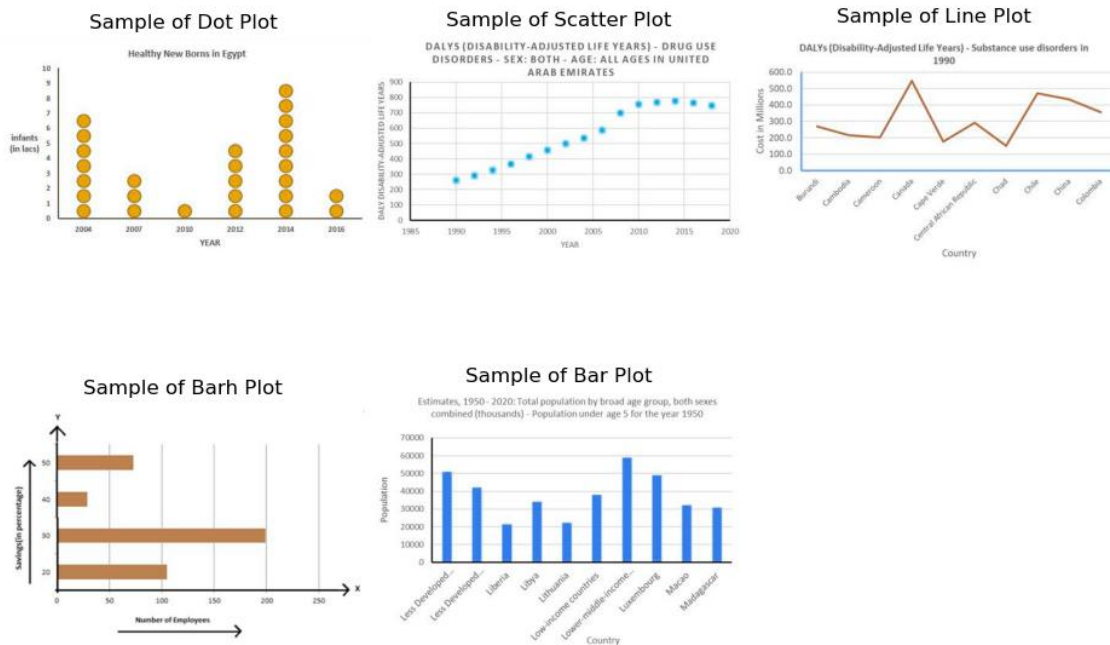 Sample of Dot Plot
Healthy New Borns in Egypt
10
9
8
7
6
5
4
3
2
1
0
infants
(in lacs)
2004 2007 2010 2012 2014 2016
YEAR
Sample of Scatter Plot
DALYS (DISABILITY-ADJUSTED LIFE YEARS) - DRUG USE
DISORDERS - SEX: BOTH - AGE: ALL AGES IN UNITED
ARAB EMIRATES
DALY DISABILITY-ADJUSTED LIFE YEARS
900
800
700
600
500
400
300
200
100
0
1985 1990 1995 2000 2005 2010 2015 2020
YEAR
Sample of Line Plot
DALYs (Disability-Adjusted Life Years) - Substance use disorders in
1990
Cost in Millions
600.0
500.0
400.0
300.0
200.0
100.0
0.0
Burundi
Cambodia
Cameroon
Canada
Cape Verde
Central African Republic
Chad
Chile
China
Colombia
Country
Sample of Barh Plot
Y
Savings(in percentage)
50
40
30
20
X
0 50 100 150 200 250
Number of Employees
Sample of Bar Plot
Estimates, 1950 - 2020: Total population by broad age group, both sexes
combined (thousands) - Population under age 5 for the year 1950
Population
70000
60000
50000
40000
30000
20000
10000
0
Less Developed...
Less Developed...
Liberia
Libya
Lithuania
Low-income countries
Lower-middle-income...
Luxembourg
Macao
Madagascar
Country